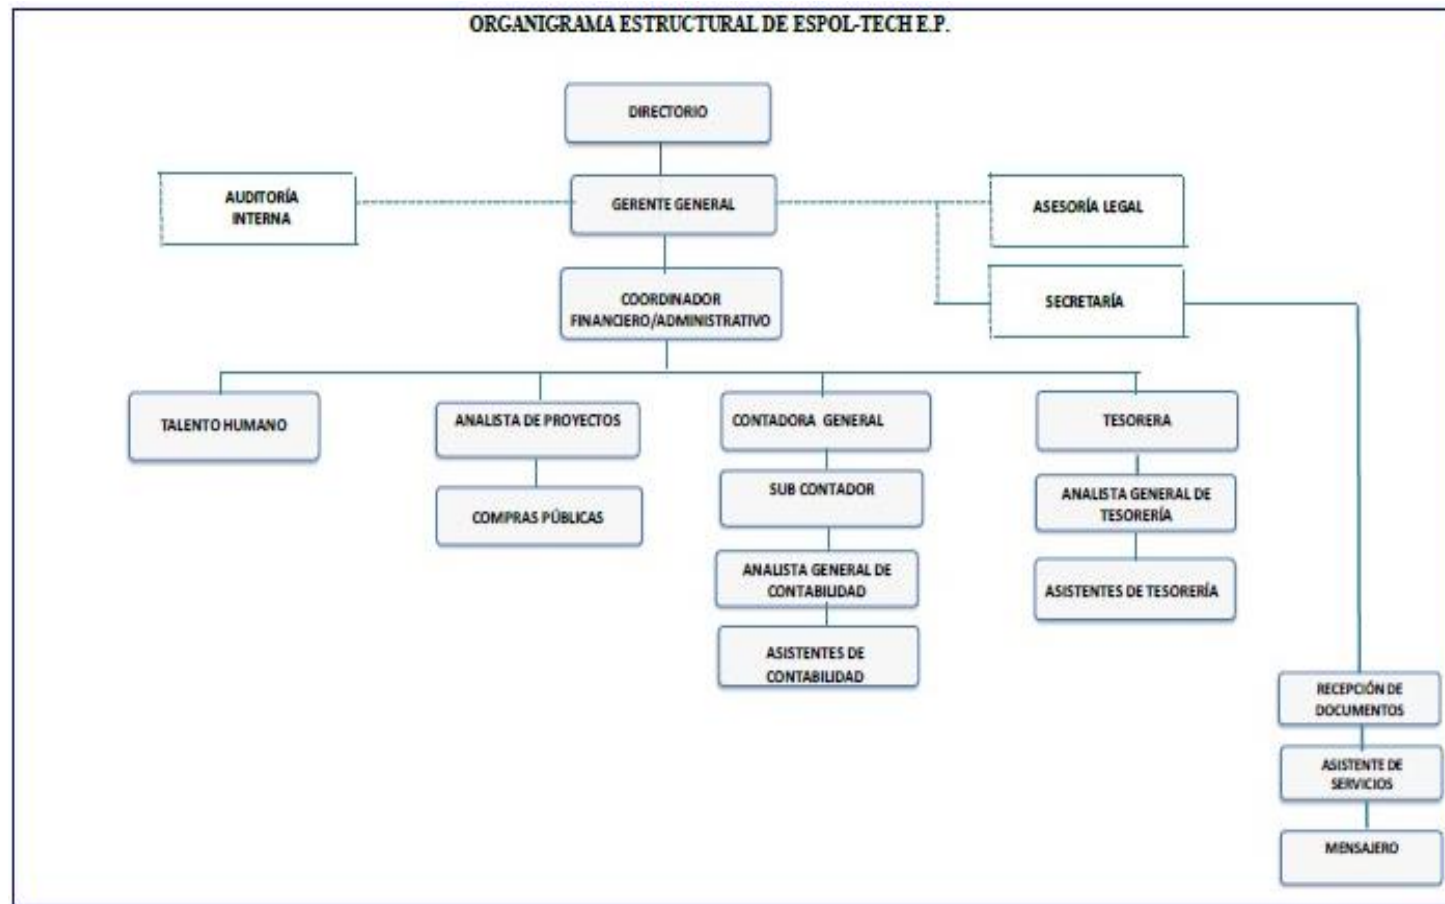 ORGANIGRAMA ESTRUCTURAL DE ESPOL-TECH E.P.
DIRECTORIO
AUDITORÍA
INTERNA
GERENTE GENERAL
ASESORÍA LEGAL
COORDINADOR
FINANCIERO/ADMINISTRATIVO
SECRETARÍA
TALENTO HUMANO
ANALISTA DE PROYECTOS
CONTADORA GENERAL
TESORERA
COMPRAS PÚBLICAS
SUB CONTADOR
ANALISTA GENERAL DE
TESORERÍA
ANALISTA GENERAL DE
CONTABILIDAD
ASISTENTES DE TESORERÍA
ASISTENTES DE
CONTABILIDAD
RECEPCIÓN DE
DOCUMENTOS
ASISTENTE DE
SERVICIOS
MENSAJERO